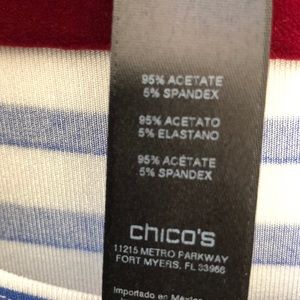 95% ACETATE
5% SPANDEX
95% ACETATO
5% ELASTANO
95% ACÉTATE
5% SPANDEX
chico's
11215 METRO PARKWAY
FORT MYERS, FL 33966
Importado en México